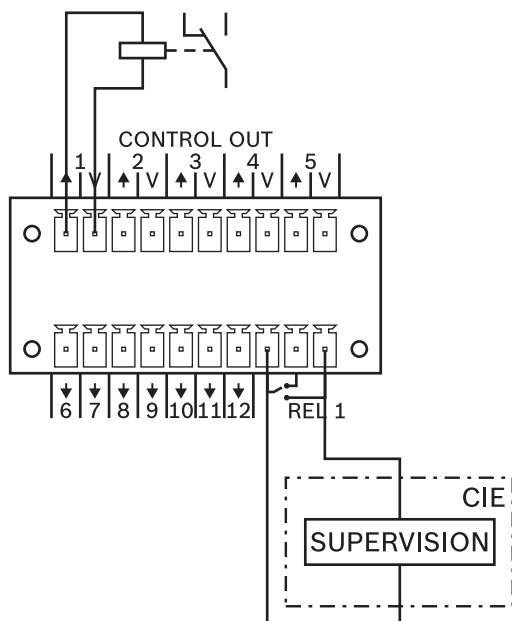 CONTROL OUT
1 2 3 4 5
V V V V V
6 7 8 9 10 11 12 REL 1
CIE
SUPERVISION